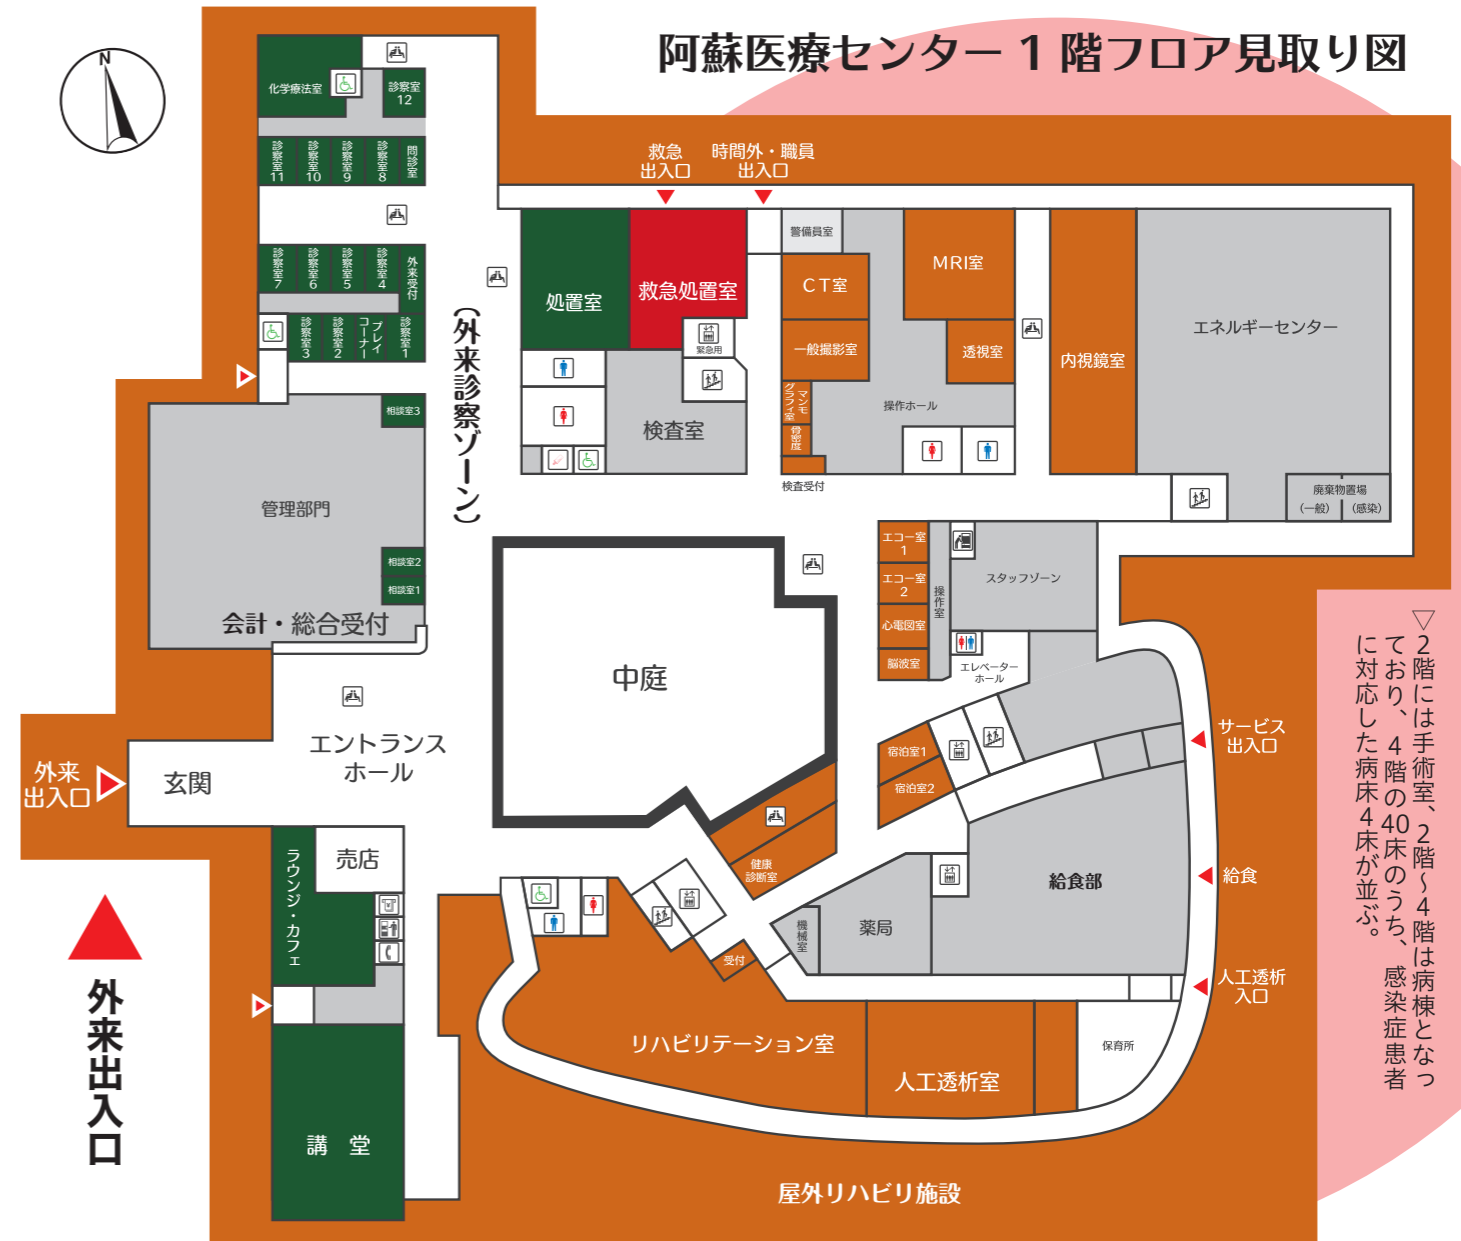 阿蘇医療センター1階フロア見取り図
N
化学療法室
診察室
12
診察室11
診察室10
診察室9
診察室8
問診室
診察室7
診察室6
診察室5
診察室4
外来受付
診察室3
診察室2
プレイ
コーナー
診察室1
(外来診察ゾーン)
救急
出入口
時間外・職員
出入口
処置室
救急処置室
緊急用
検査室
警備員室
CT室
一般撮影室
マンモ
グラフィ室
骨密度
検査受付
MRI室
透視室
操作ホール
内視鏡室
エネルギーセンター
廃棄物置場
(一般)
(感染)
相談室3
管理部門
相談室2
相談室1
会計・総合受付
中庭
エコー室
1
エコー室
2
心電図室
脳波室
操作室
スタッフゾーン
エレベーター
ホール
宿泊室1
宿泊室2
エントランス
ホール
玄関
外来
出入口
サービス
出入口
給食
人工透析
入口
ラウンジ・カフェ
売店
健康
診断室
給食部
薬局
機械室
受付
リハビリテーション室
人工透析室
保育所
講 堂
外来出入口
屋外リハビリ施設
▽2階には手術室、2階～4階は病棟となっ
ており、4階の40床のうち、感染症患者
に対応した病床4床が並ぶ。